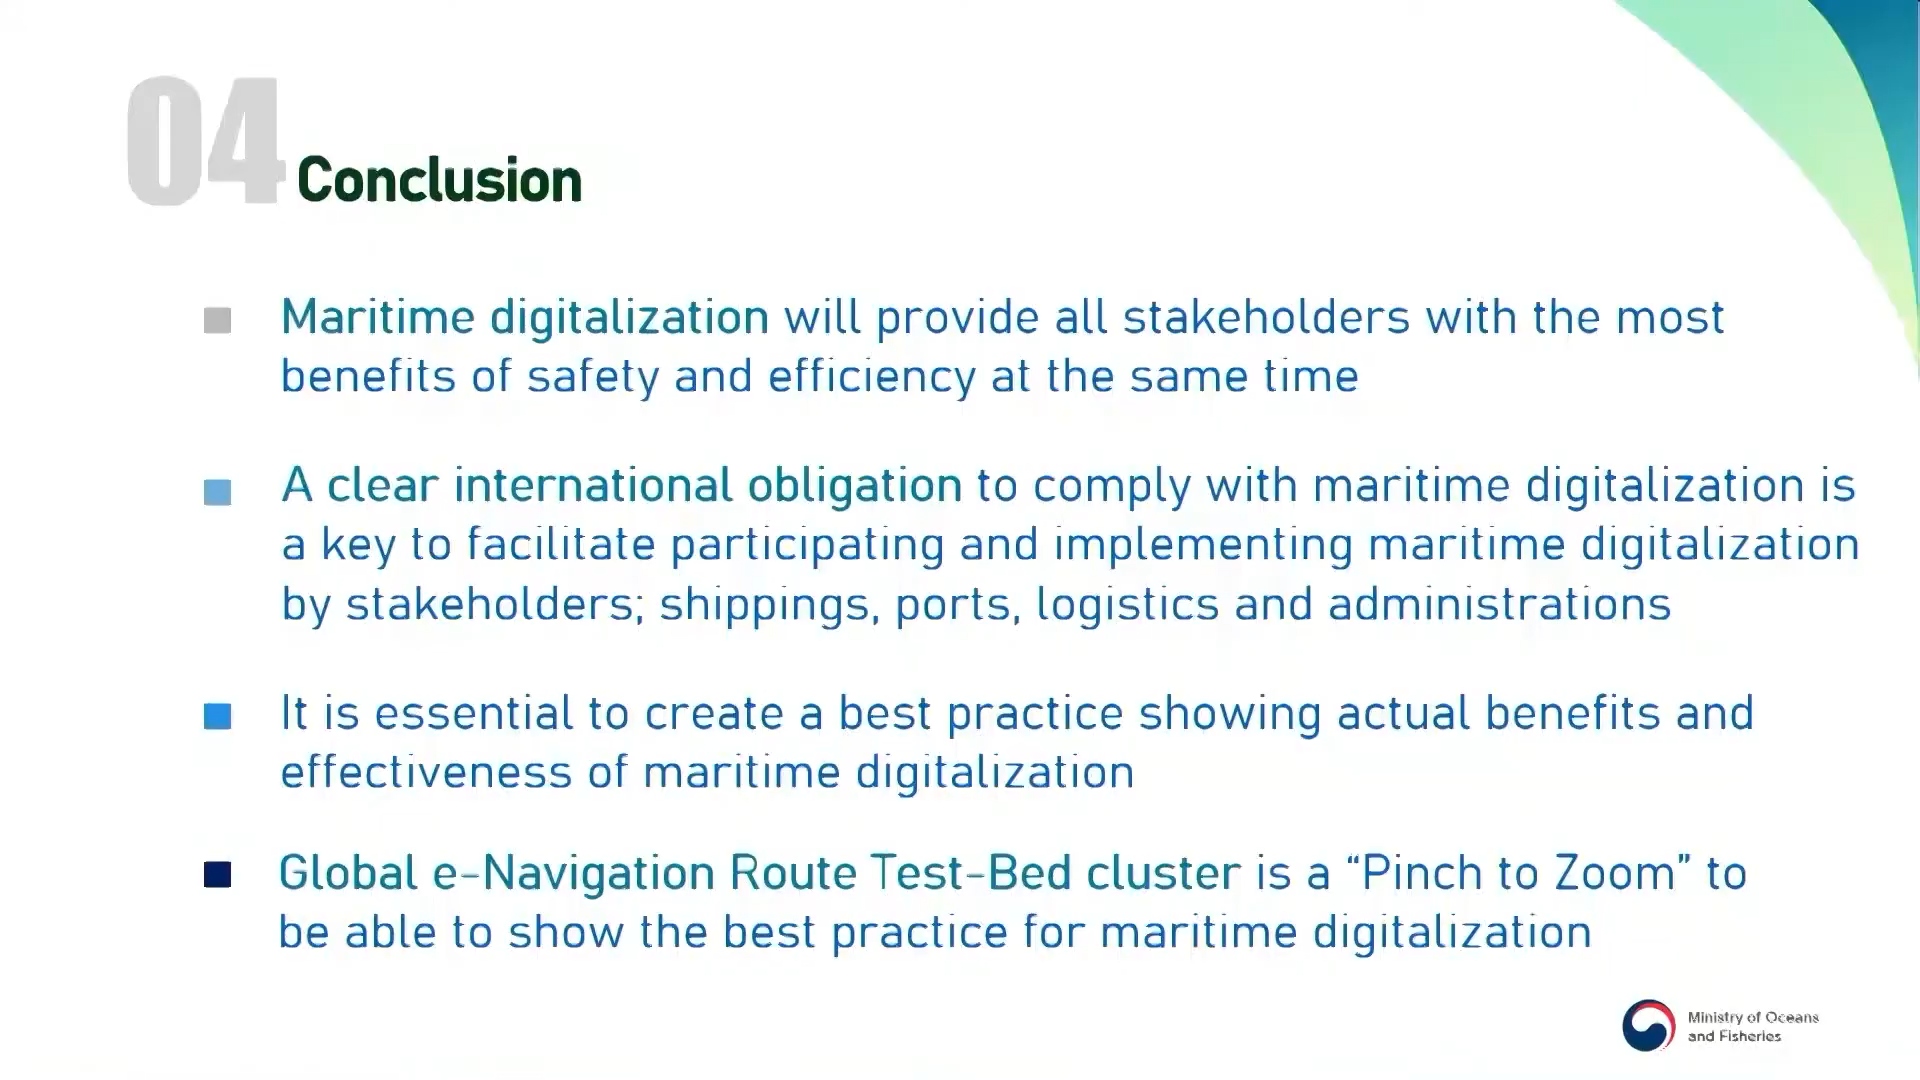 04 Conclusion
Maritime digitalization will provide all stakeholders with the most
benefits of safety and efficiency at the same time
A clear international obligation to comply with maritime digitalization is
a key to facilitate participating and implementing maritime digitalization
by stakeholders; shippings, ports, logistics and administrations
It is essential to create a best practice showing actual benefits and
effectiveness of maritime digitalization
Global e-Navigation Route Test-Bed cluster is a “Pinch to Zoom” to
be able to show the best practice for maritime digitalization
Ministry of Oceans
and Fisheries